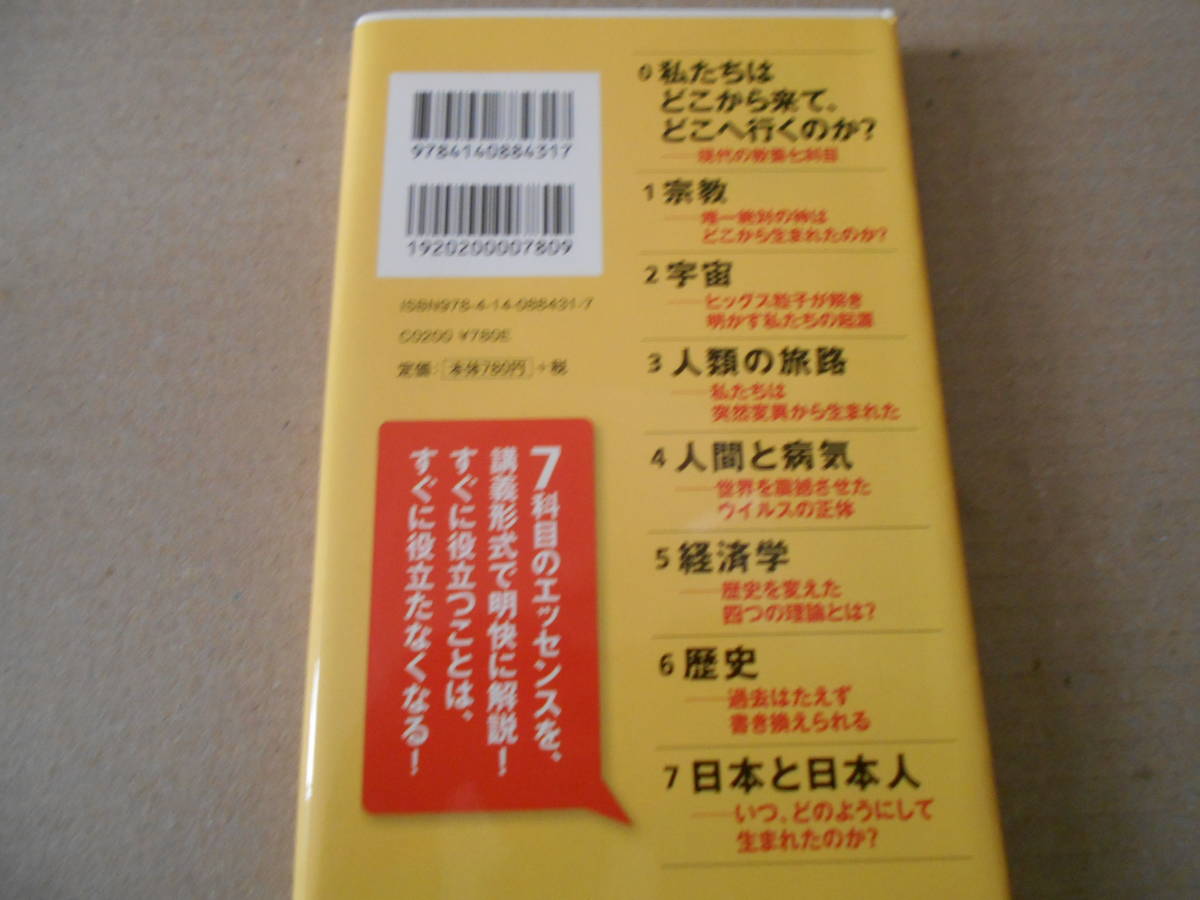 9784140884317
1920200007809
ISBN978-4-14-088431-7
C0200 ¥780E
定価：本体780円＋税
7科目のエッセンスを、
講義形式で明快に解説！
すぐに役立つことは、
すぐに役立たなくなる！
0 私たちは
どこから来て、
どこへ行くのか？
——現代の教養七科目
1 宗教
——唯一絶対の神は
どこから生まれたのか？
2 宇宙
——ヒッグス粒子が解き
明かす私たちの起源
3 人類の旅路
——私たちは
突然変異から生まれた
4 人間と病気
——世界を震撼させた
ウイルスの正体
5 経済学
——歴史を変えた
四つの理論とは？
6 歴史
——過去はたえず
書き換えられる
7 日本と日本人
——いつ、どのようにして
生まれたのか？